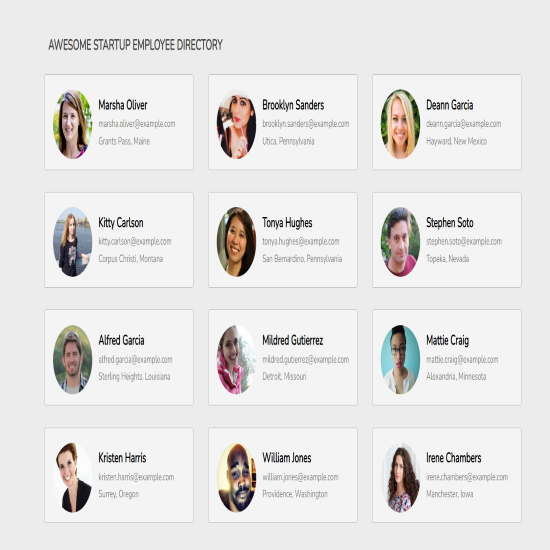 AWESOME STARTUP EMPLOYEE DIRECTORY
Marsha Oliver
marsha.oliver@example.com
Grants Pass, Maine
Brooklyn Sanders
brooklyn.sanders@example.com
Utica, Pennsylvania
Deann Garcia
deann.garcia@example.com
Hayward, New Mexico
Kitty Carlson
kitty.carlson@example.com
Corpus Christi, Montana
Tonya Hughes
tonya.hughes@example.com
San Bernardino, Pennsylvania
Stephen Soto
stephen.soto@example.com
Topeka, Nevada
Alfred Garcia
alfred.garcia@example.com
Sterling Heights, Louisiana
Mildred Gutierrez
mildred.gutierrez@example.com
Detroit, Missouri
Mattie Craig
mattie.craig@example.com
Alexandria, Minnesota
Kristen Harris
kristen.harris@example.com
Surrey, Oregon
William Jones
william.jones@example.com
Providence, Washington
Irene Chambers
irene.chambers@example.com
Manchester, Iowa